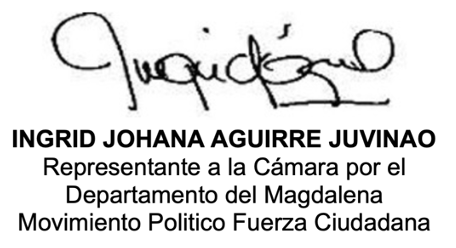 INGRID JOHANA AGUIRRE JUVINAO
Representante a la Cámara por el
Departamento del Magdalena
Movimiento Politico Fuerza Ciudadana